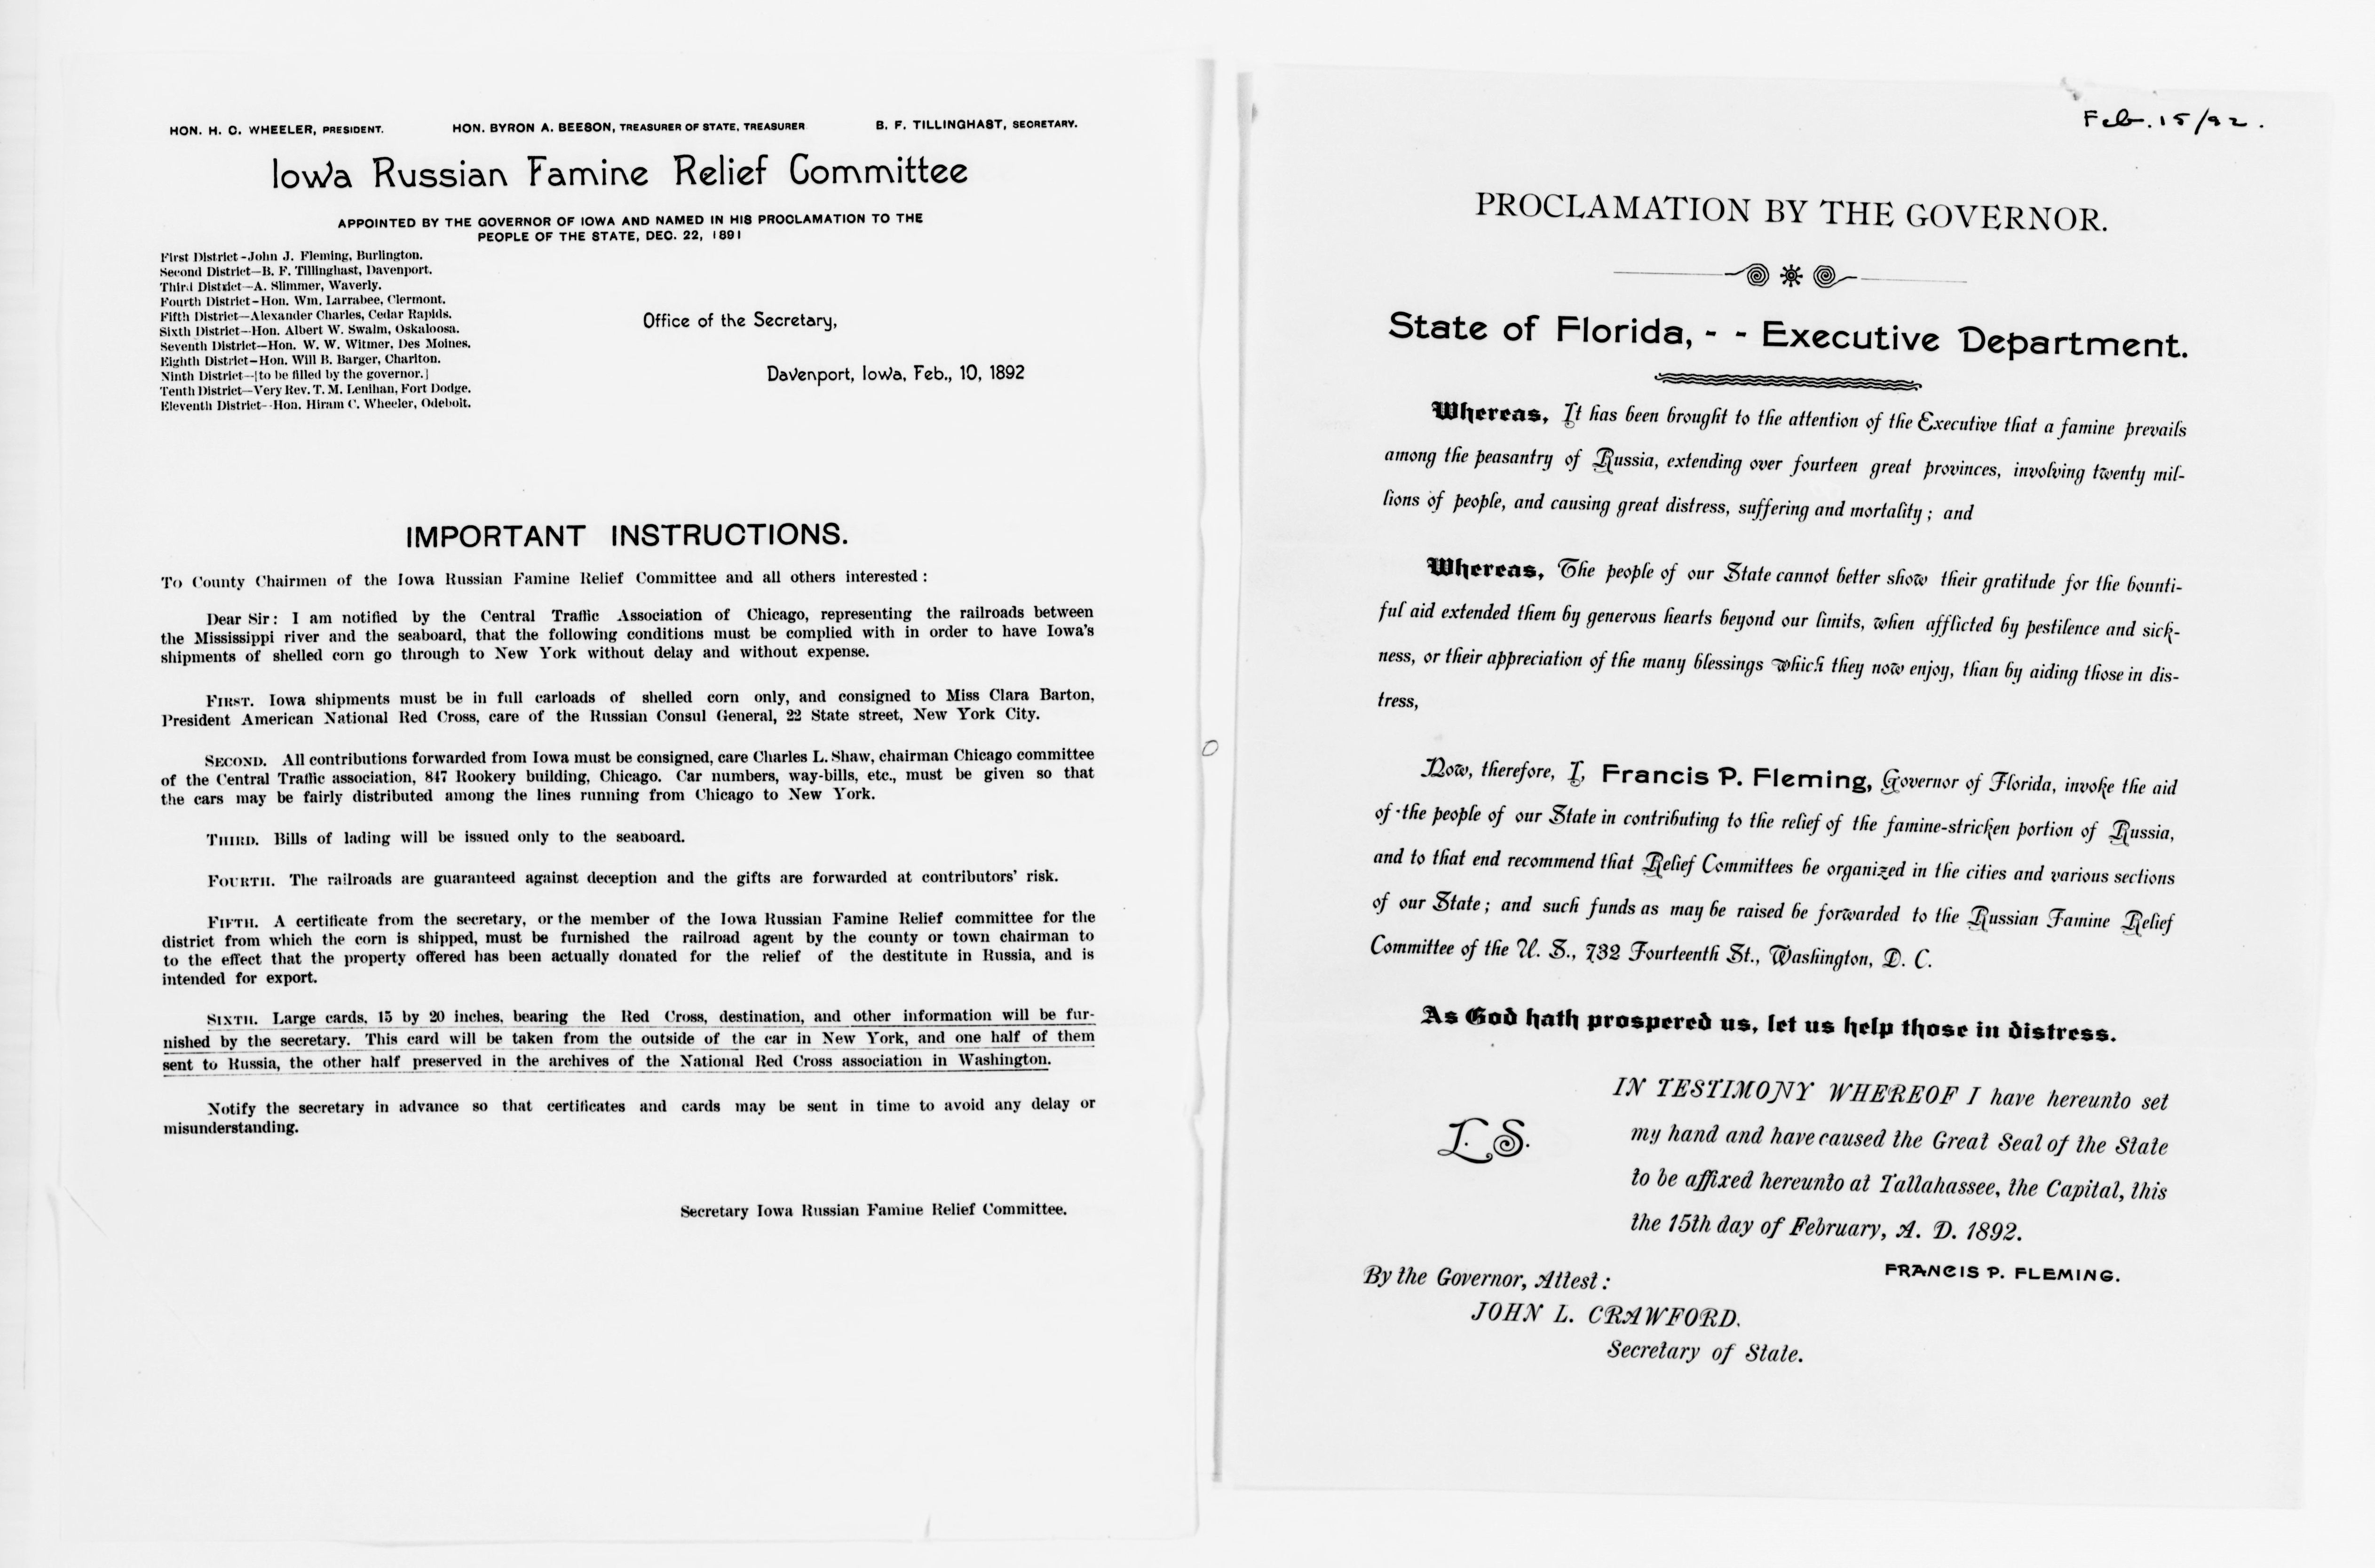 HON. H. C. WHEELER, PRESIDENT. HON. BYRON A. BEESON, TREASURER OF STATE, TREASURER B. F. TILLINGHAST, SECRETARY.
Iowa Russian Famine Relief Committee
APPOINTED BY THE GOVERNOR OF IOWA AND NAMED IN HIS PROCLAMATION TO THE
PEOPLE OF THE STATE, DEC. 22, 1891
First District-John J. Fleming, Burlington.
Second District—B. F. Tillinghast, Davenport.
Third District—A. Slimmer, Waverly.
Fourth District-Hon. Wm. Larrabee, Clermont.
Fifth District—Alexander Charles, Cedar Rapids.
Sixth District—Hon. Albert W. Swalm, Oskaloosa.
Seventh District—Hon. W. W. Witmer, Des Moines.
Eighth District-Hon. Will B. Barger, Chariton.
Ninth District—[to be filled by the governor.]
Tenth District—Very Rev. T. M. Lenihan, Fort Dodge.
Eleventh District--Hon. Hiram C. Wheeler, Odebolt.
Office of the Secretary,
Davenport, Iowa, Feb., 10, 1892
IMPORTANT INSTRUCTIONS.
To County Chairmen of the Iowa Russian Famine Relief Committee and all others interested :
Dear Sir: I am notified by the Central Traffic Association of Chicago, representing the railroads between
the Mississippi river and the seaboard, that the following conditions must be complied with in order to have Iowa's
shipments of shelled corn go through to New York without delay and without expense.
FIRST. Iowa shipments must be in full carloads of shelled corn only, and consigned to Miss Clara Barton,
President American National Red Cross, care of the Russian Consul General, 22 State street, New York City.
SECOND. All contributions forwarded from Iowa must be consigned, care Charles L. Shaw, chairman Chicago committee
of the Central Traffic association, 847 Rookery building, Chicago. Car numbers, way-bills, etc., must be given so that
the cars may be fairly distributed among the lines running from Chicago to New York.
THIRD. Bills of lading will be issued only to the seaboard.
FOURTH. The railroads are guaranteed against deception and the gifts are forwarded at contributors' risk.
FIFTH. A certificate from the secretary, or the member of the Iowa Russian Famine Relief committee for the
district from which the corn is shipped, must be furnished the railroad agent by the county or town chairman to
to the effect that the property offered has been actually donated for the relief of the destitute in Russia, and is
intended for export.
SIXTH. Large cards, 15 by 20 inches, bearing the Red Cross, destination, and other information will be fur-
nished by the secretary. This card will be taken from the outside of the car in New York, and one half of them
sent to Russia, the other half preserved in the archives of the National Red Cross association in Washington.
Notify the secretary in advance so that certificates and cards may be sent in time to avoid any delay or
misunderstanding.
Secretary Iowa Russian Famine Relief Committee.
Feb. 15/92.
PROCLAMATION BY THE GOVERNOR.
State of Florida, - - Executive Department.
Whereas, It has been brought to the attention of the Executive that a famine prevails
among the peasantry of Russia, extending over fourteen great provinces, involving twenty mil-
lions of people, and causing great distress, suffering and mortality ; and
Whereas, The people of our State cannot better show their gratitude for the bounti-
ful aid extended them by generous hearts beyond our limits, when afflicted by pestilence and sick-
ness, or their appreciation of the many blessings which they now enjoy, than by aiding those in dis-
tress,
Now, therefore, I, Francis P. Fleming, Governor of Florida, invoke the aid
of the people of our State in contributing to the relief of the famine-stricken portion of Russia,
and to that end recommend that Relief Committees be organized in the cities and various sections
of our State ; and such funds as may be raised be forwarded to the Russian Famine Relief
Committee of the U. S., 732 Fourteenth St., Washington, D. C.
As God hath prospered us, let us help those in distress.
IN TESTIMONY WHEREOF I have hereunto set
my hand and have caused the Great Seal of the State
to be affixed hereunto at Tallahassee, the Capital, this
the 15th day of February, A. D. 1892.
L. S.
FRANCIS P. FLEMING.
By the Governor, Attest :
JOHN L. CRAWFORD.
Secretary of State.